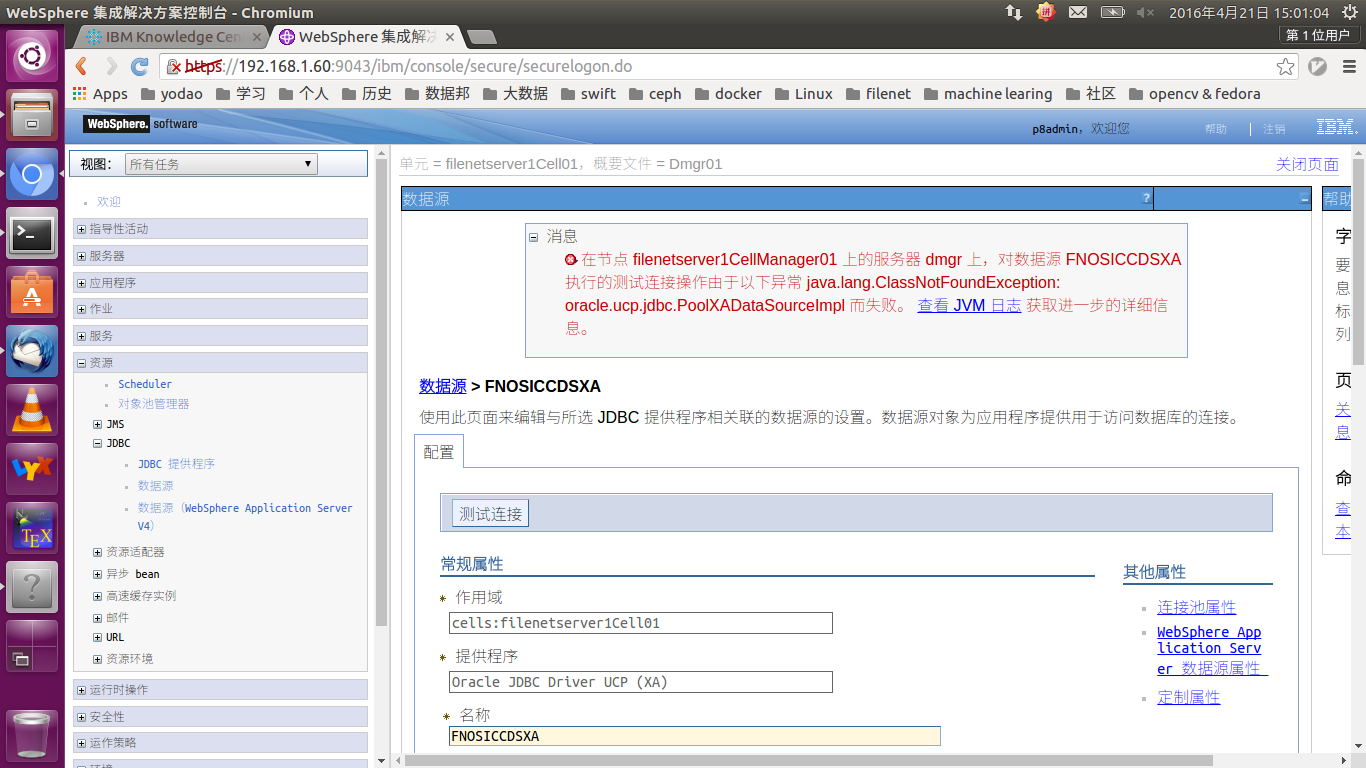 WebSphere 集成解决方案控制台 - Chromium
2016年4月21日 15:01:04
IBM Knowledge Cen
WebSphere 集成解决
第 1 位用户
https://192.168.1.60:9043/ibm/console/secure/securelogon.do
Apps yodao 学习 个人 历史 数据邦 大数据 swift ceph docker Linux filenet machine learing 社区 opencv & fedora
WebSphere. software
p8admin，欢迎您
帮助
注销
IBM.
视图：
所有任务
欢迎
指导性活动
服务器
应用程序
作业
服务
资源
Scheduler
对象池管理器
JMS
JDBC
JDBC 提供程序
数据源
数据源（WebSphere Application Server
V4）
资源适配器
异步 bean
高速缓存实例
邮件
URL
资源环境
运行时操作
安全性
运作策略
环境
单元 = filenetserver1Cell01，概要文件 = Dmgr01
关闭页面
数据源
?
消息
在节点 filenetserver1CellManager01 上的服务器 dmgr 上，对数据源 FNOSICCDSXA
执行的测试连接操作由于以下异常 java.lang.ClassNotFoundException:
oracle.ucp.jdbc.PoolXADataSourceImpl 而失败。 查看 JVM 日志 获取进一步的详细信
息。
数据源 > FNOSICCDSXA
使用此页面来编辑与所选 JDBC 提供程序相关联的数据源的设置。数据源对象为应用程序提供用于访问数据库的连接。
配置
测试连接
常规属性
* 作用域
cells:filenetserver1Cell01
* 提供程序
Oracle JDBC Driver UCP (XA)
* 名称
FNOSICCDSXA
其他属性
连接池属性
WebSphere App
lication Serv
er 数据源属性
定制属性
帮助
字
要
息
标
列
页
关
息
命
查
本